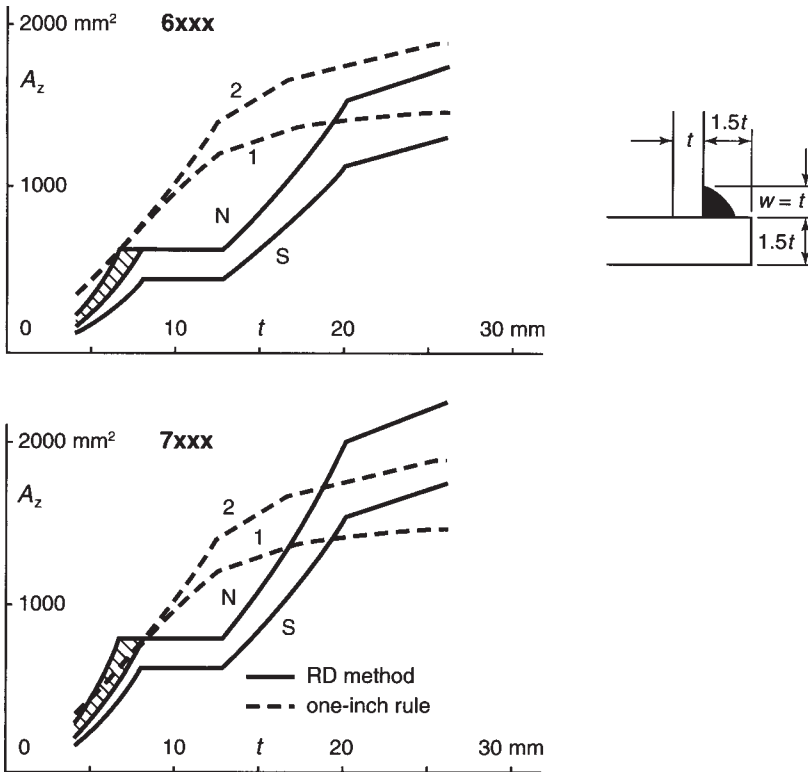 2000 mm² 6xxx
A_z
2
1
1000
N
S
0 10 t 20 30 mm
1.5t
t
w = t
1.5t
2000 mm² 7xxx
A_z
2
1
1000
N
S
RD method
one-inch rule
0 10 t 20 30 mm